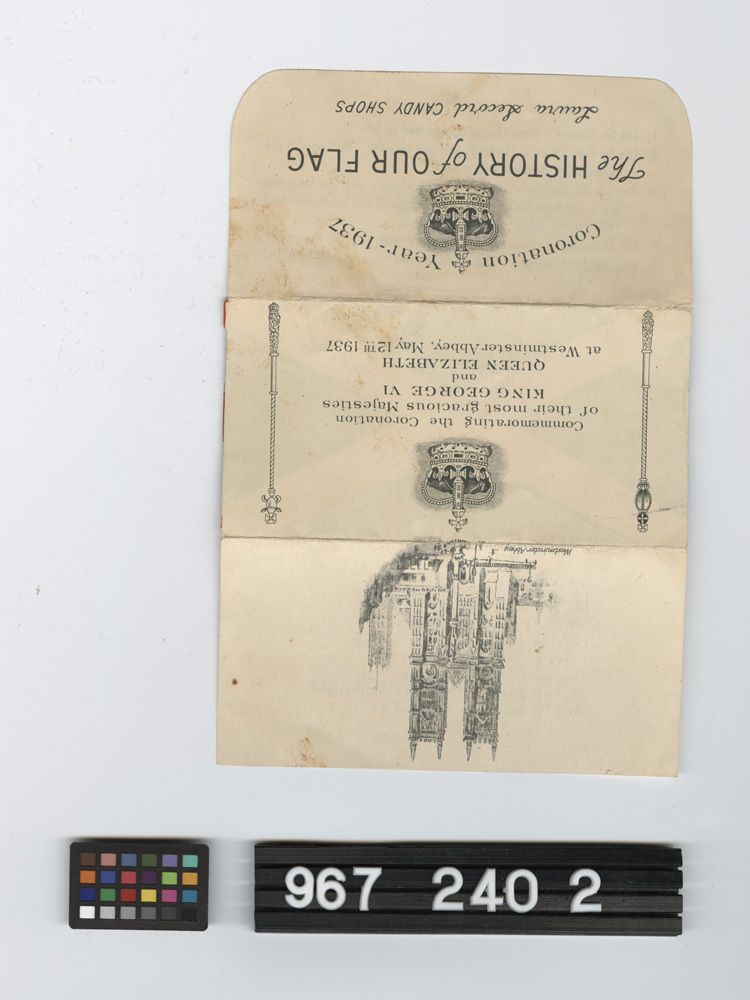 Westminster Abbey
Commemorating the Coronation
of their most gracious Majesties
KING GEORGE VI
and
QUEEN ELIZABETH
at Westminster Abbey, May 12TH 1937
Coronation Year - 1937
The HISTORY of OUR FLAG
Laura Secord CANDY SHOPS
967 240 2